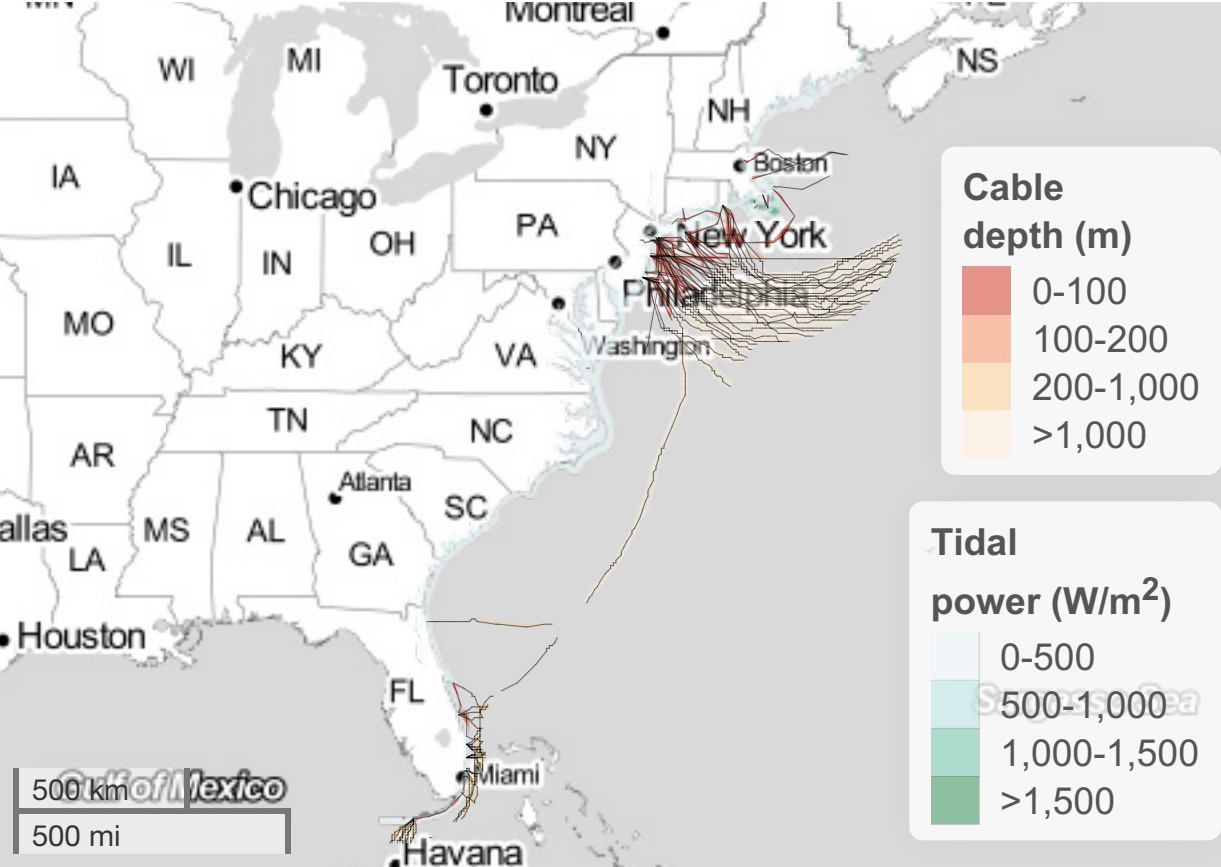 MN
Montreal
NS
WI
MI
Toronto
NH
NY
Boston
IA
Chicago
PA
New York
OH
IL
IN
Philadelphia
MO
Washington
KY
VA
TN
NC
AR
Atlanta
SC
allas
MS
AL
GA
LA
Houston
FL
Sargasso Sea
Miami
Gulf of Mexico
Havana
500 km
500 mi
Cable
depth (m)
0-100
100-200
200-1,000
>1,000
Tidal
power (W/m²)
0-500
500-1,000
1,000-1,500
>1,500